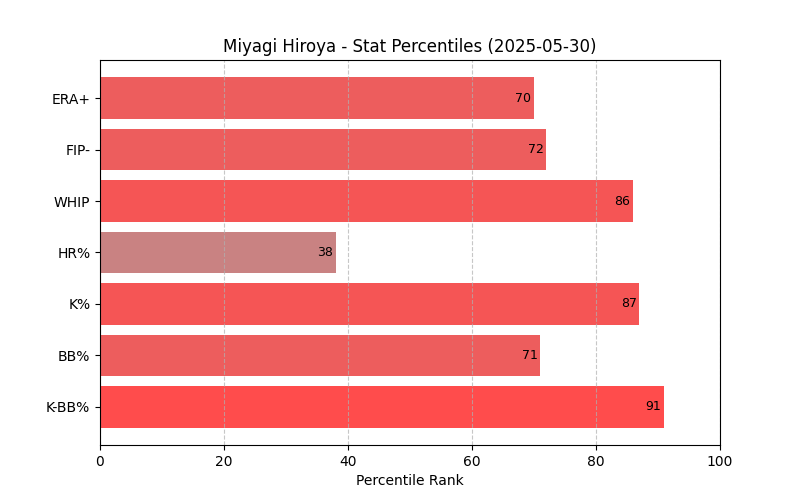 Miyagi Hiroya - Stat Percentiles (2025-05-30)
ERA+ 70
FIP- 72
WHIP 86
HR% 38
K% 87
BB% 71
K-BB% 91
0 20 40 60 80 100
Percentile Rank